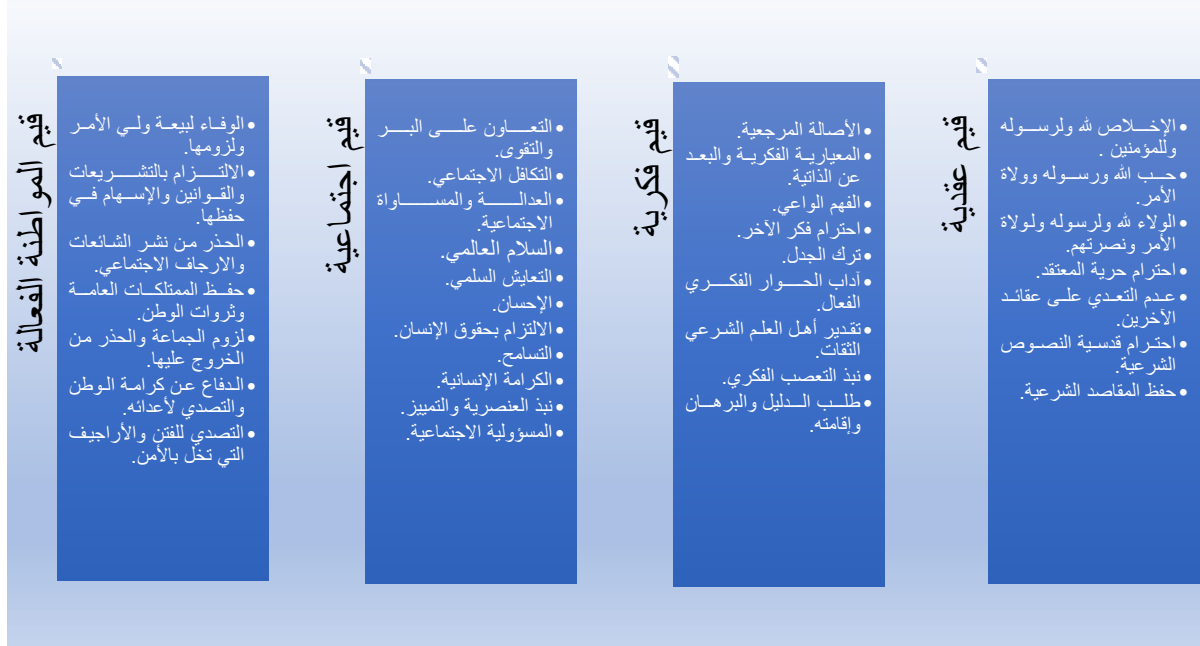 قيم عقدية
•الإخلاص لله ولرسوله
وللمؤمنين .
•حب الله ورسوله وولاة
الأمر.
•الولاء لله ولرسوله ولولاة
الأمر ونصرتهم.
•احترام حرية المعتقد.
•عدم التعدي على عقائد
الآخرين.
•احترام قدسية النصوص
الشرعية.
•حفظ المقاصد الشرعية.
قيم فكرية
•الأصالة المرجعية.
•المعيارية الفكرية والبعد
عن الذاتية.
•الفهم الواعي.
•احترام فكر الآخر.
•ترك الجدل.
•آداب الحوار الفكري
الفعال.
•تقدير أهل العلم الشرعي
الثقات.
•نبذ التعصب الفكري.
•طلب الدليل والبرهان
وإقامته.
قيم اجتماعية
•التعاون على البر
والتقوى.
•التكافل الاجتماعي.
•العدالة والمساواة
الاجتماعية.
•السلام العالمي.
•التعايش السلمي.
•الإحسان.
•الالتزام بحقوق الإنسان.
•التسامح.
•الكرامة الإنسانية.
•نبذ العنصرية والتمييز.
•المسؤولية الاجتماعية.
قيم المواطنة الفعالة
•الوفاء لبيعة ولي الأمر
ولزومها.
•الالتزام بالتشريعات
والقوانين والإسهام في
حفظها.
•الحذر من نشر الشائعات
والارجاف الاجتماعي.
•حفظ الممتلكات العامة
وثروات الوطن.
•لزوم الجماعة والحذر من
الخروج عليها.
•الدفاع عن كرامة الوطن
والتصدي لأعدائه.
•التصدي للفتن والأراجيف
التي تخل بالأمن.